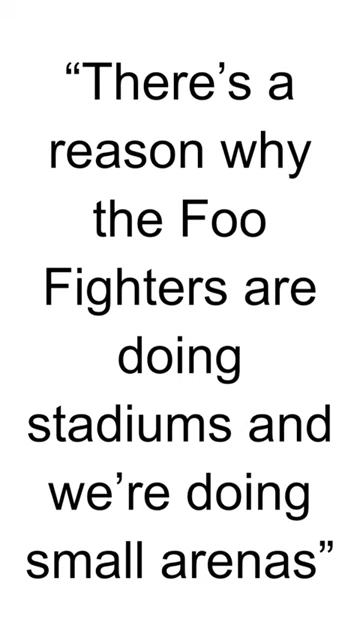 “There’s a
reason why
the Foo
Fighters are
doing
stadiums and
we’re doing
small arenas”